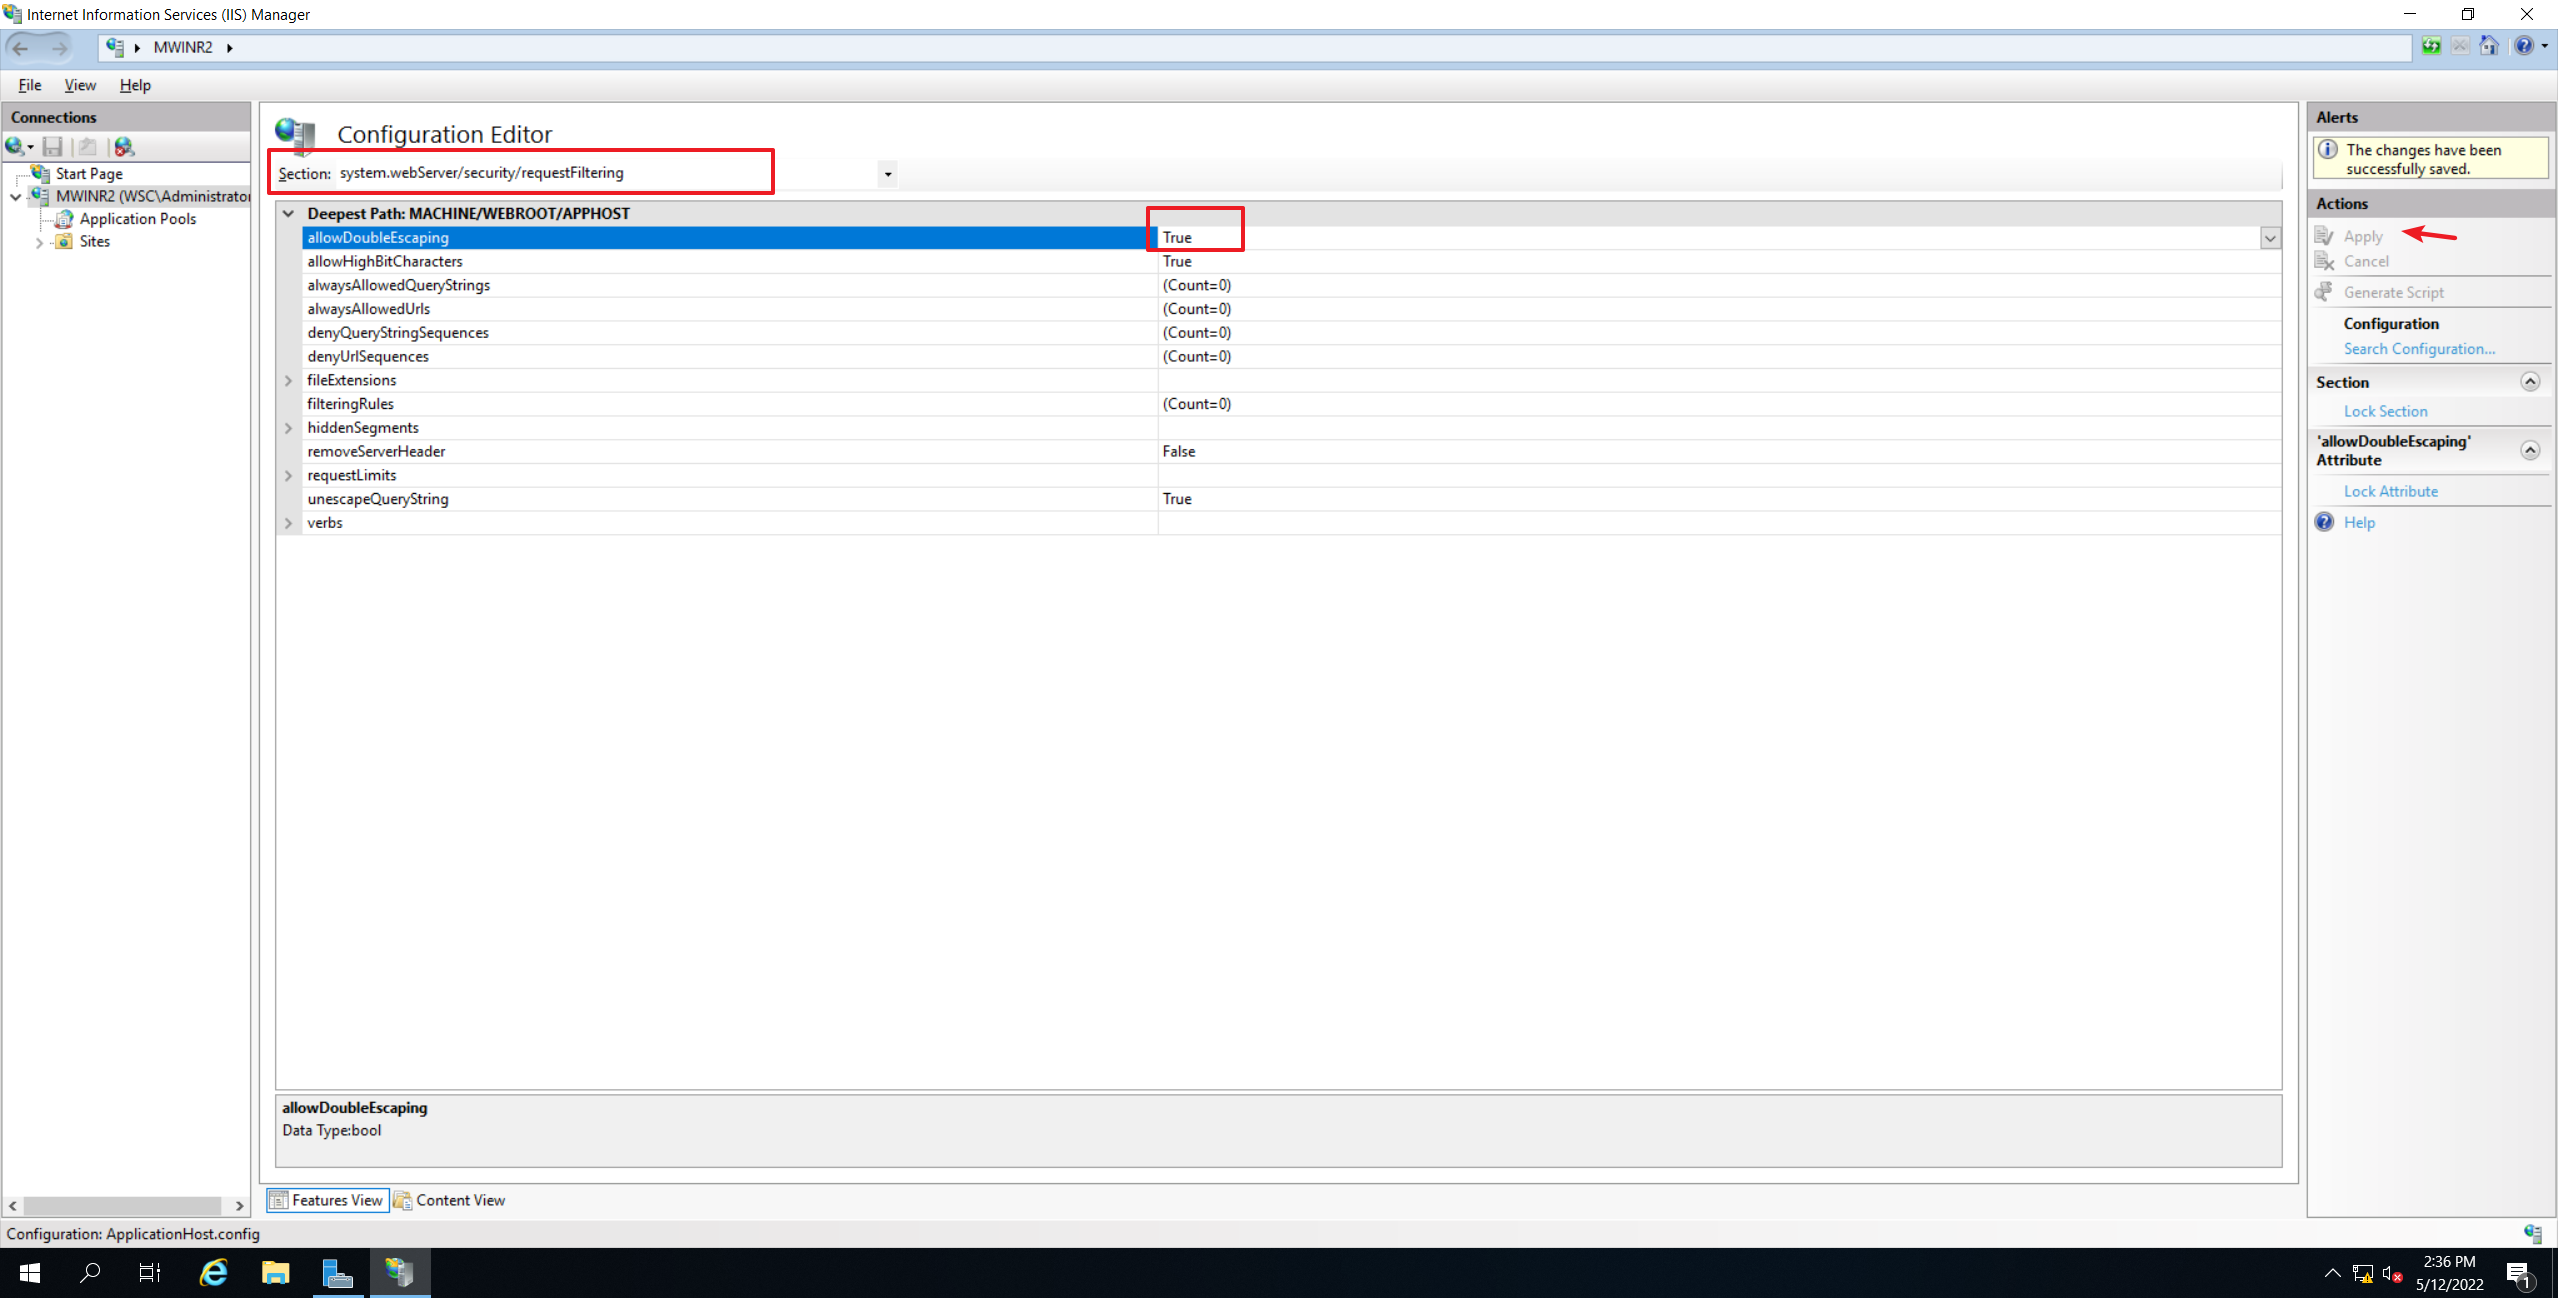 Internet Information Services (IIS) Manager
MWINR2
File View Help
Connections
Start Page
MWINR2 (WSC\Administrator
Application Pools
Sites
Configuration Editor
Section: system.webServer/security/requestFiltering
Deepest Path: MACHINE/WEBROOT/APPHOST
allowDoubleEscaping True
allowHighBitCharacters True
alwaysAllowedQueryStrings (Count=0)
alwaysAllowedUrls (Count=0)
denyQueryStringSequences (Count=0)
denyUrlSequences (Count=0)
fileExtensions
filteringRules (Count=0)
hiddenSegments
removeServerHeader False
requestLimits
unescapeQueryString True
verbs
allowDoubleEscaping
Data Type:bool
Features View Content View
Alerts
The changes have been
successfully saved.
Actions
Apply
Cancel
Generate Script
Configuration
Search Configuration...
Section
Lock Section
'allowDoubleEscaping'
Attribute
Lock Attribute
Help
Configuration: ApplicationHost.config
2:36 PM
5/12/2022
1